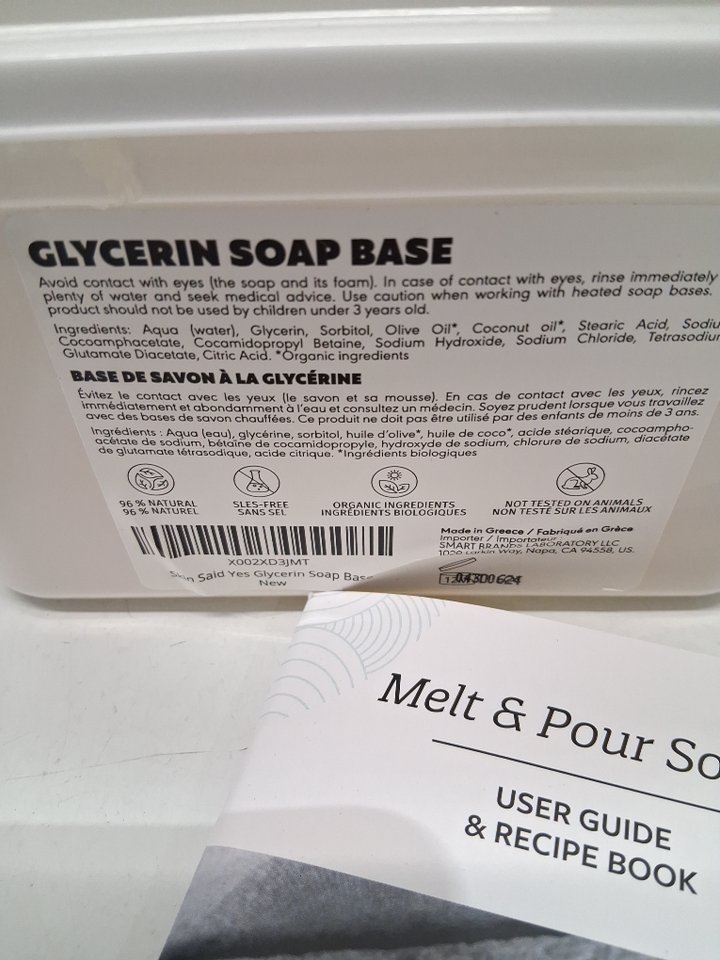 GLYCERIN SOAP BASE
Avoid contact with eyes (the soap and its foam). In case of contact with eyes, rinse immediately
plenty of water and seek medical advice. Use caution when working with heated soap bases.
product should not be used by children under 3 years old.
Ingredients: Aqua (water), Glycerin, Sorbitol, Olive Oil*, Coconut oil*, Stearic Acid, Sodiu
Cocoamphacetate, Cocamidopropyl Betaine, Sodium Hydroxide, Sodium Chloride, Tetrasodiur
Glutamate Diacetate, Citric Acid. *Organic ingredients
BASE DE SAVON À LA GLYCÉRINE
Évitez le contact avec les yeux (le savon et sa mousse). En cas de contact avec les yeux, rincez
immédiatement et abondamment à l'eau et consultez un médecin. Soyez prudent lorsque vous travaillez
avec des bases de savon chauffées. Ce produit ne doit pas être utilisé par des enfants de moins de 3 ans.
Ingrédients : Aqua (eau), glycérine, sorbitol, huile d'olive*, huile de coco*, acide stéarique, cocoampho-
acétate de sodium, bétaïne de cocamidopropyle, hydroxyde de sodium, chlorure de sodium, diacétate
de glutamate tétrasodique, acide citrique. *Ingrédients biologiques
96 % NATURAL
96 % NATUREL
SLES-FREE
SANS SEL
ORGANIC INGREDIENTS
INGRÉDIENTS BIOLOGIQUES
NOT TESTED ON ANIMALS
NON TESTÉ SUR LES ANIMAUX
X002XD3JMT
Skin Said Yes Glycerin Soap Base
New
Made in Greece / Fabriqué en Grèce
Importer / Importateur
SMART BRANDS LABORATORY LLC
1020 Larkin Way, Napa, CA 94558, US.
Melt & Pour So
USER GUIDE
& RECIPE BOOK